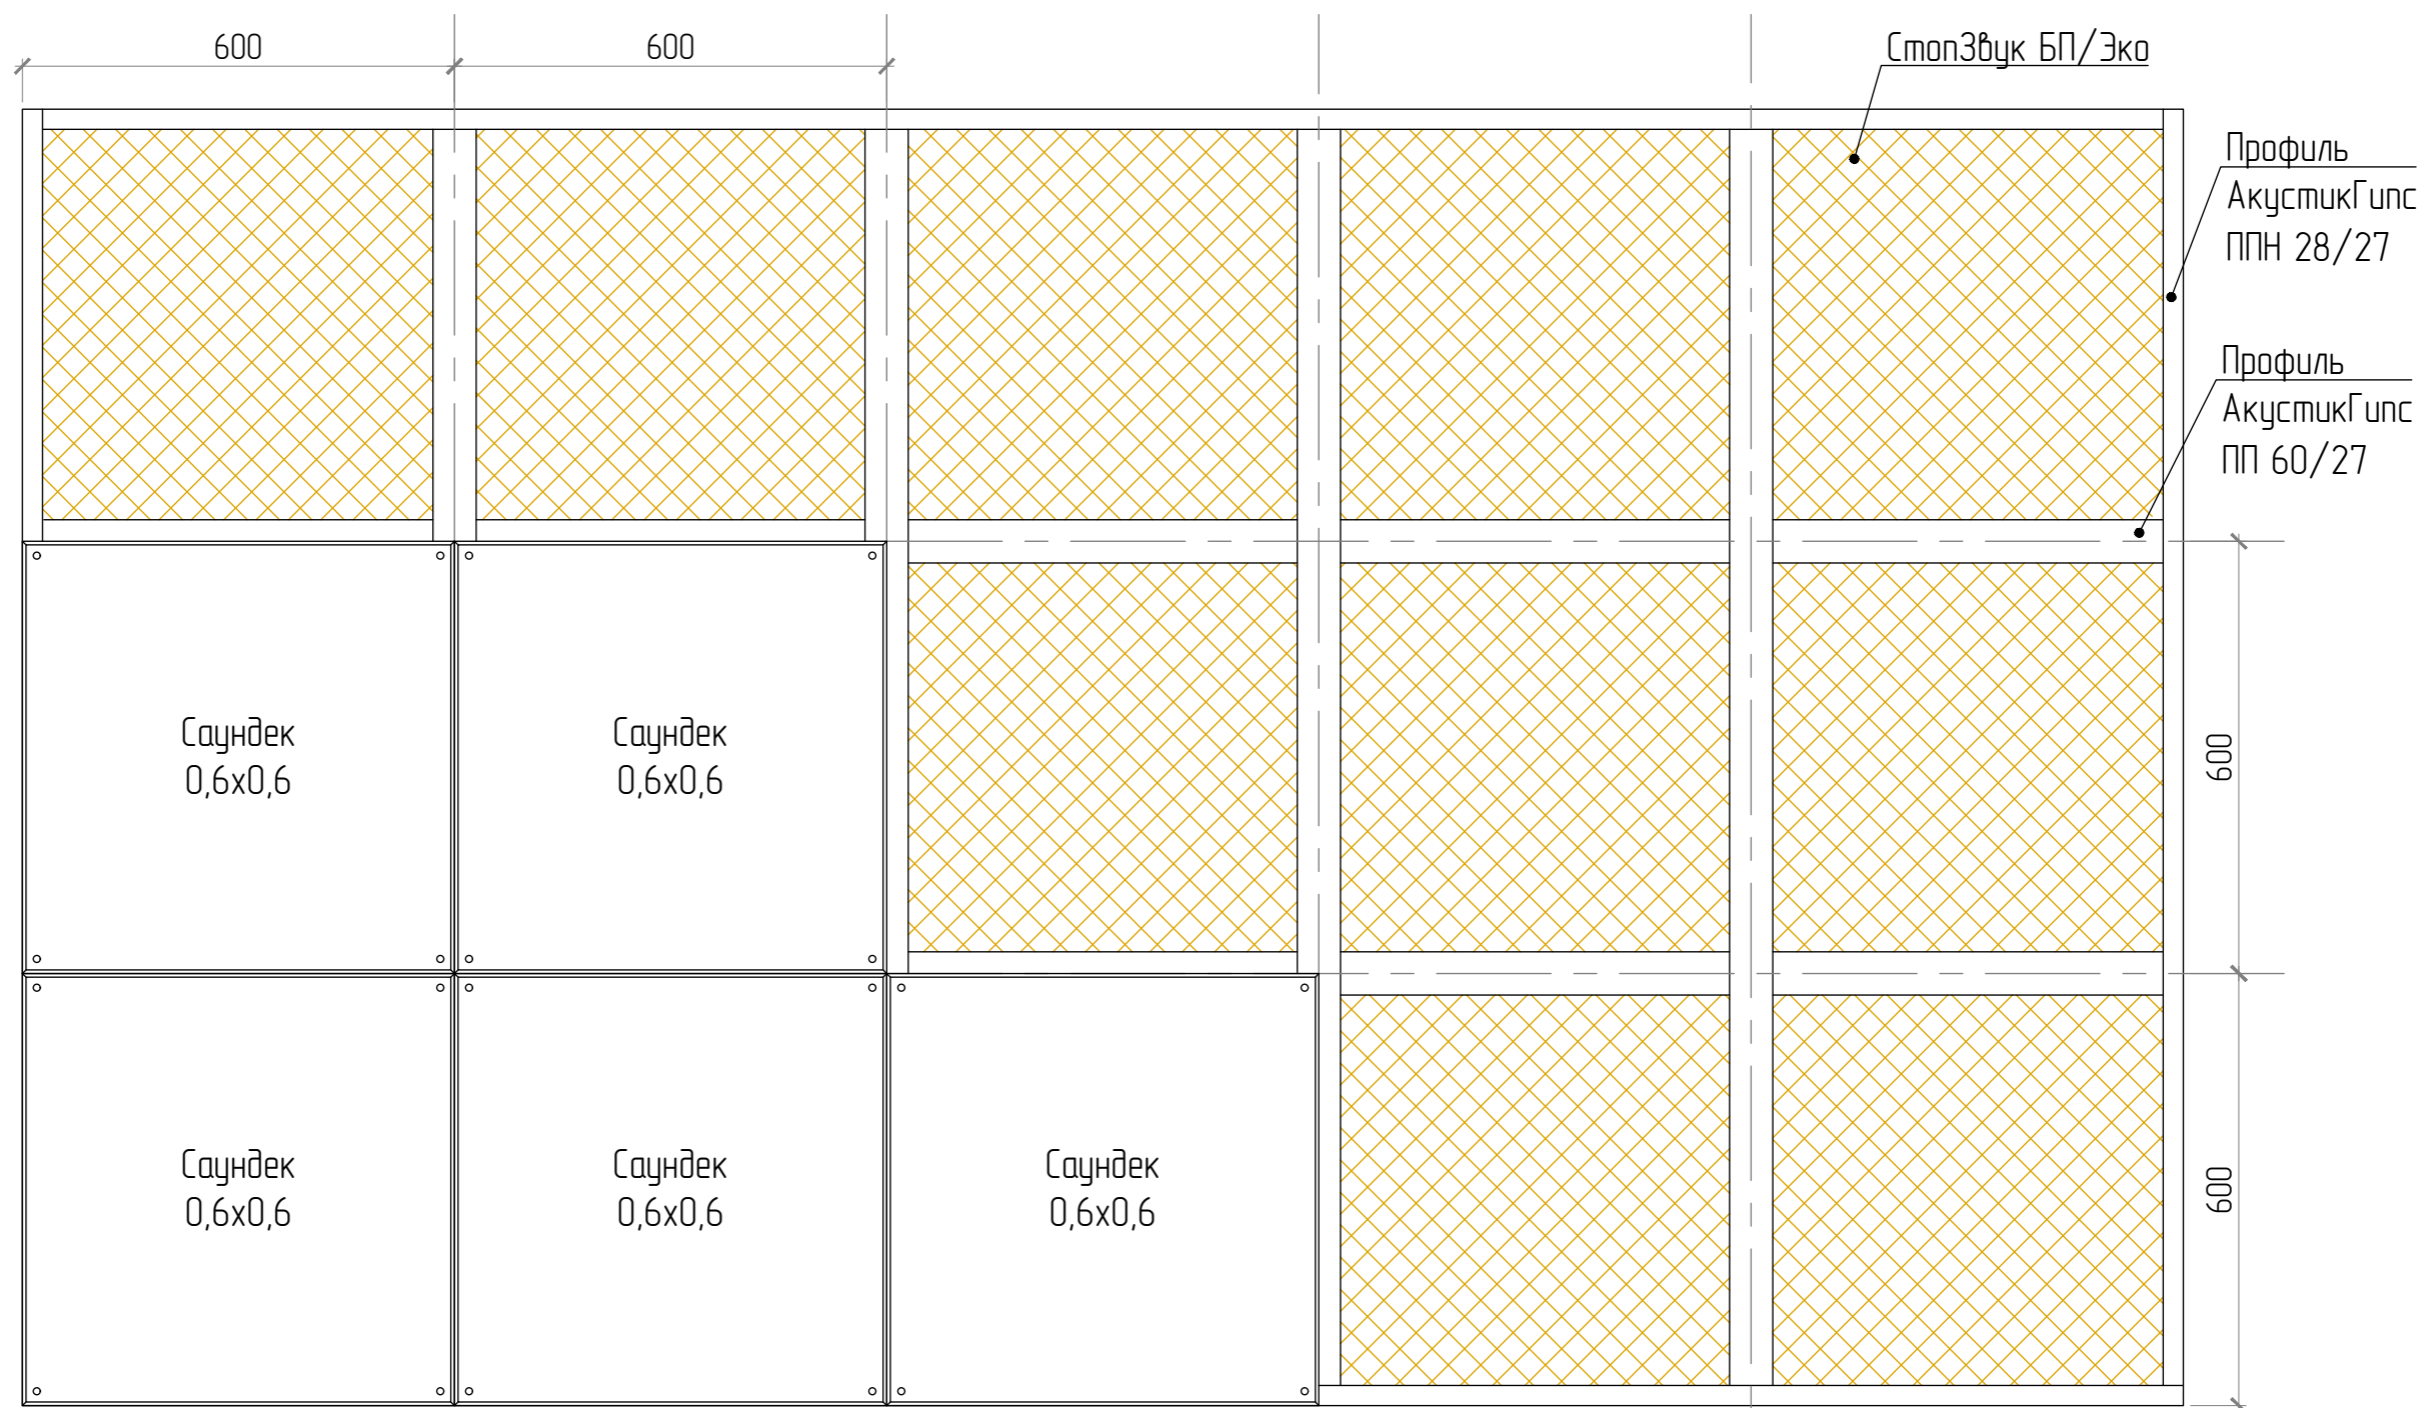 600
600
СтопЗвук БП/Эко
Профиль
АкустикГипс
ППН 28/27
Профиль
АкустикГипс
ПП 60/27
Саундек
0,6х0,6
Саундек
0,6х0,6
600
Саундек
0,6х0,6
Саундек
0,6х0,6
Саундек
0,6х0,6
600